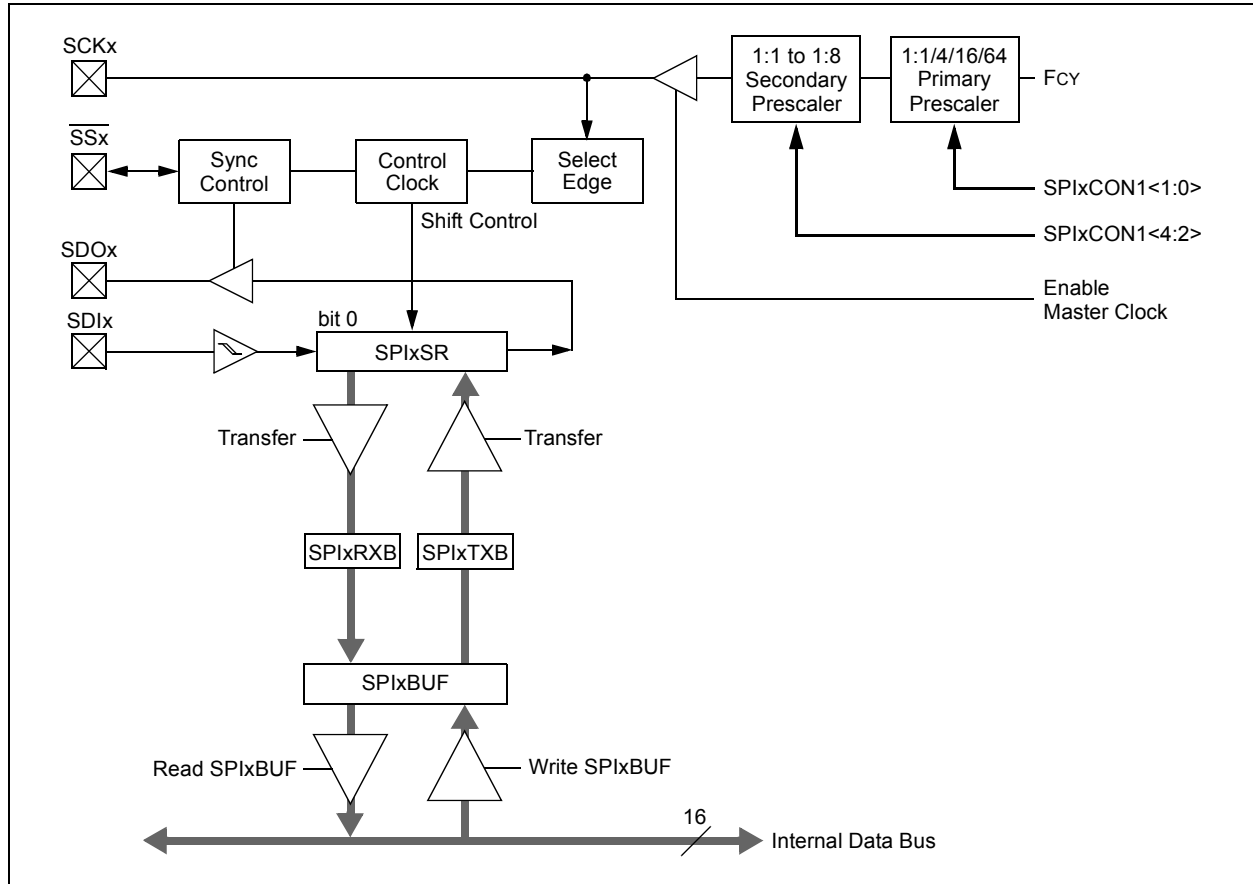 SCKx
1:1 to 1:8
Secondary
Prescaler
1:1/4/16/64
Primary
Prescaler
FCY
SSx
Sync
Control
Control
Clock
Select
Edge
SPIxCON1<1:0>
Shift Control
SPIxCON1<4:2>
SDOx
Enable
Master Clock
SDIx
bit 0
SPIxSR
Transfer
Transfer
SPIxRXB
SPIxTXB
SPIxBUF
Read SPIxBUF
Write SPIxBUF
16
Internal Data Bus